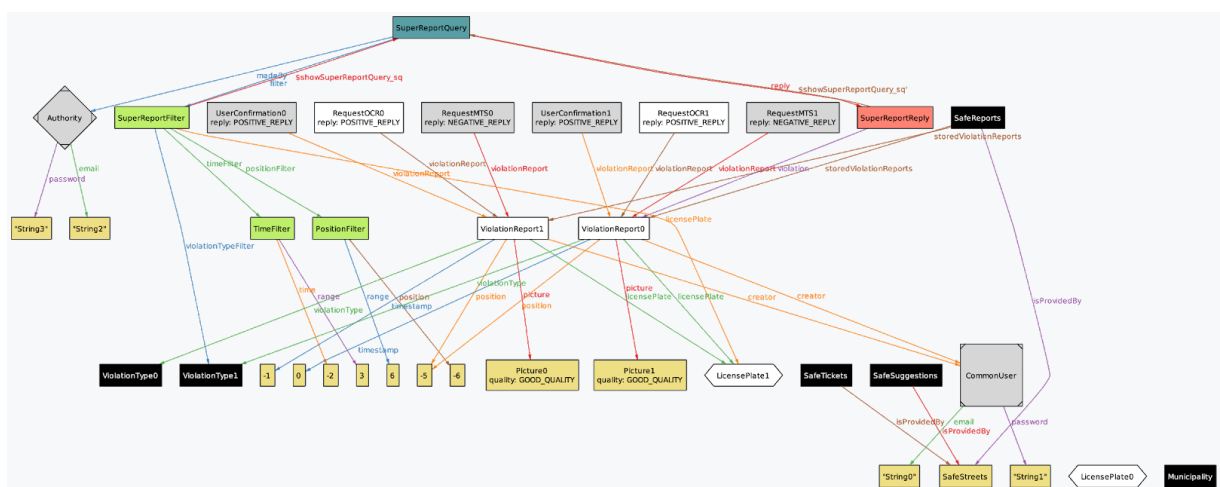 SuperReportQuery
madeBy
filter
$showSuperReportQuery_sq
reply
$showSuperReportQuery_sq'
Authority
SuperReportFilter
UserConfirmation0
reply: POSITIVE_REPLY
RequestOCR0
reply: POSITIVE_REPLY
RequestMTS0
reply: NEGATIVE_REPLY
UserConfirmation1
reply: POSITIVE_REPLY
RequestOCR1
reply: POSITIVE_REPLY
RequestMTS1
reply: NEGATIVE_REPLY
SuperReportReply
SafeReports
storedViolationReports
password
email
timeFilter
positionFilter
violationReport
violationReport
violationReport
violationReport
violationReport
violationReport
violation
storedViolationReports
"String3"
"String2"
violationTypeFilter
TimeFilter
PositionFilter
ViolationReport1
ViolationReport0
licensePlate
time
range
violationType
range
position
timestamp
violationType
position
picture
position
licensePlate
picture
licensePlate
creator
creator
isProvidedBy
timestamp
ViolationType0
ViolationType1
-1
0
-2
3
6
-5
-6
Picture0
quality: GOOD_QUALITY
Picture1
quality: GOOD_QUALITY
LicensePlate1
SafeTickets
SafeSuggestions
CommonUser
isProvidedBy
isProvidedBy
email
password
"String0"
SafeStreets
"String1"
LicensePlate0
Municipality